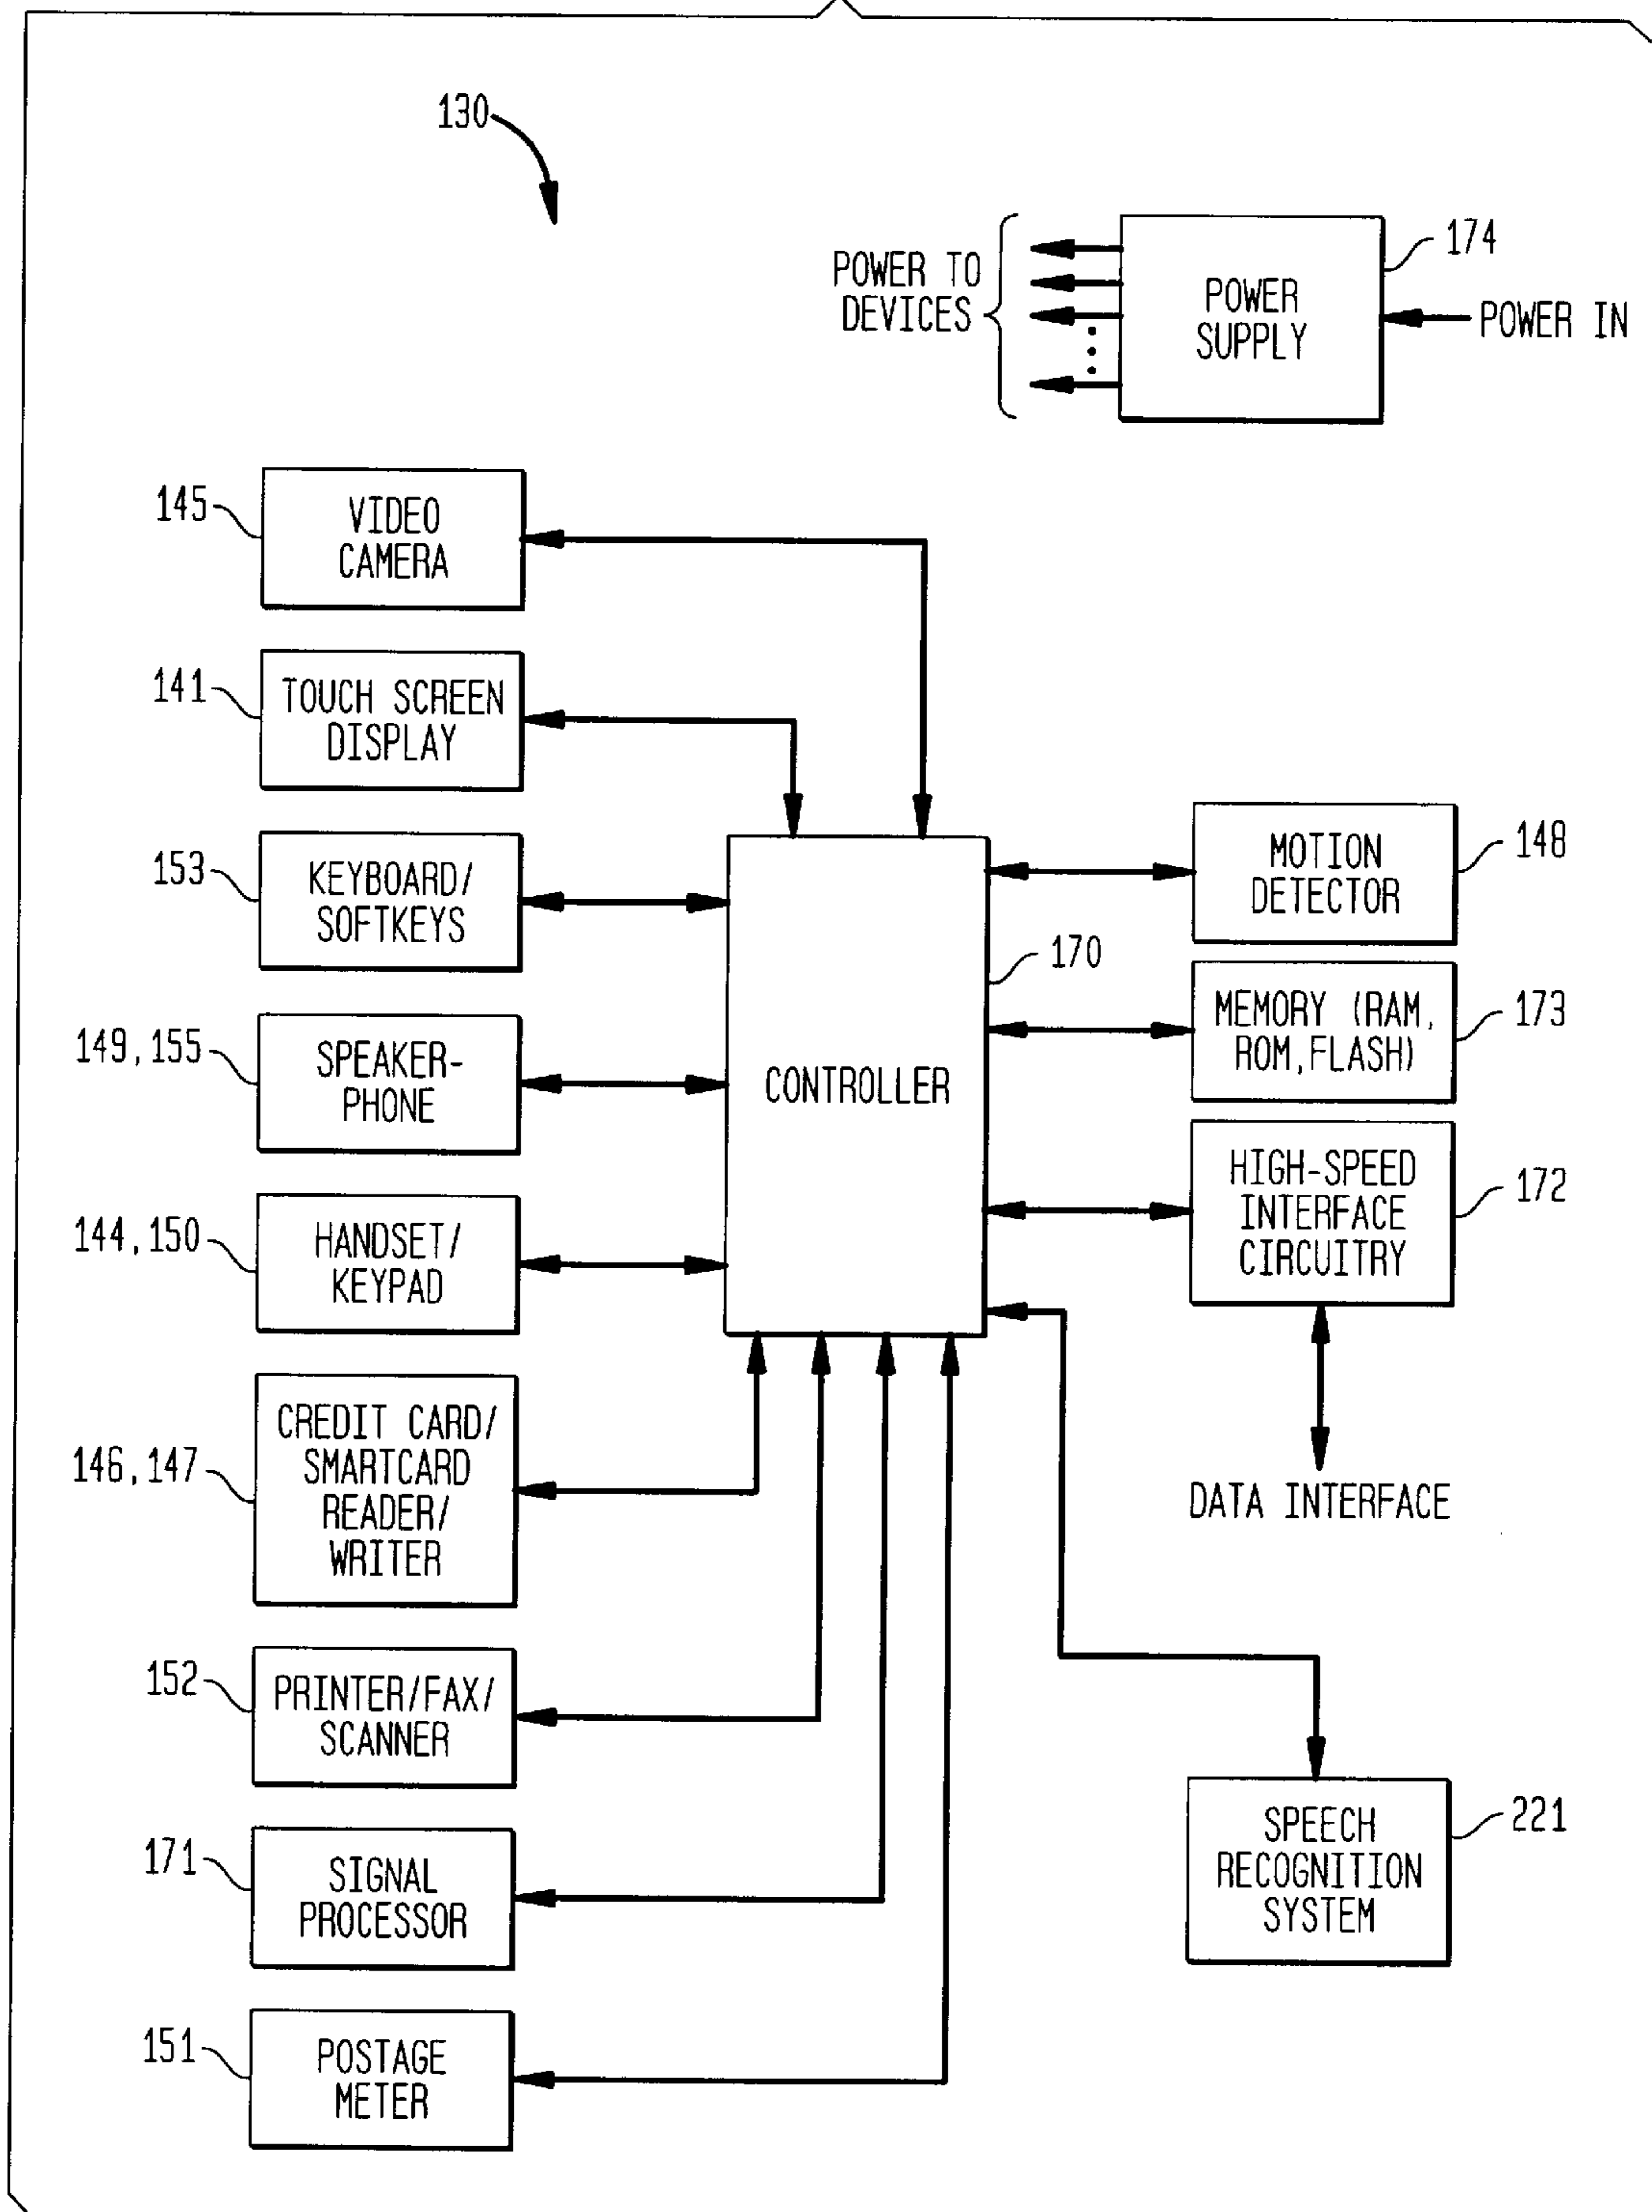 130
174
POWER TO
DEVICES
POWER
SUPPLY
POWER IN
145
VIDEO
CAMERA
141
TOUCH SCREEN
DISPLAY
153
KEYBOARD/
SOFTKEYS
149, 155
SPEAKER-
PHONE
144, 150
HANDSET/
KEYPAD
146, 147
CREDIT CARD/
SMARTCARD
READER/
WRITER
152
PRINTER/FAX/
SCANNER
171
SIGNAL
PROCESSOR
151
POSTAGE
METER
170
CONTROLLER
MOTION
DETECTOR
148
MEMORY (RAM,
ROM, FLASH)
173
HIGH-SPEED
INTERFACE
CIRCUITRY
172
DATA INTERFACE
SPEECH
RECOGNITION
SYSTEM
221